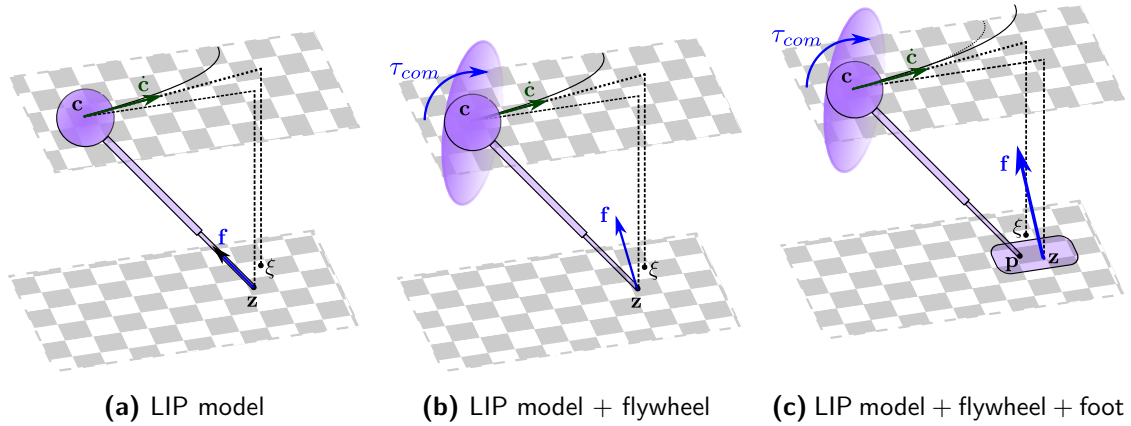 c ċ
f
ξ
z
(a) LIP model
τcom
c ċ
f
ξ
z
(b) LIP model + flywheel
τcom
c ċ
f
ξ
p z
(c) LIP model + flywheel + foot